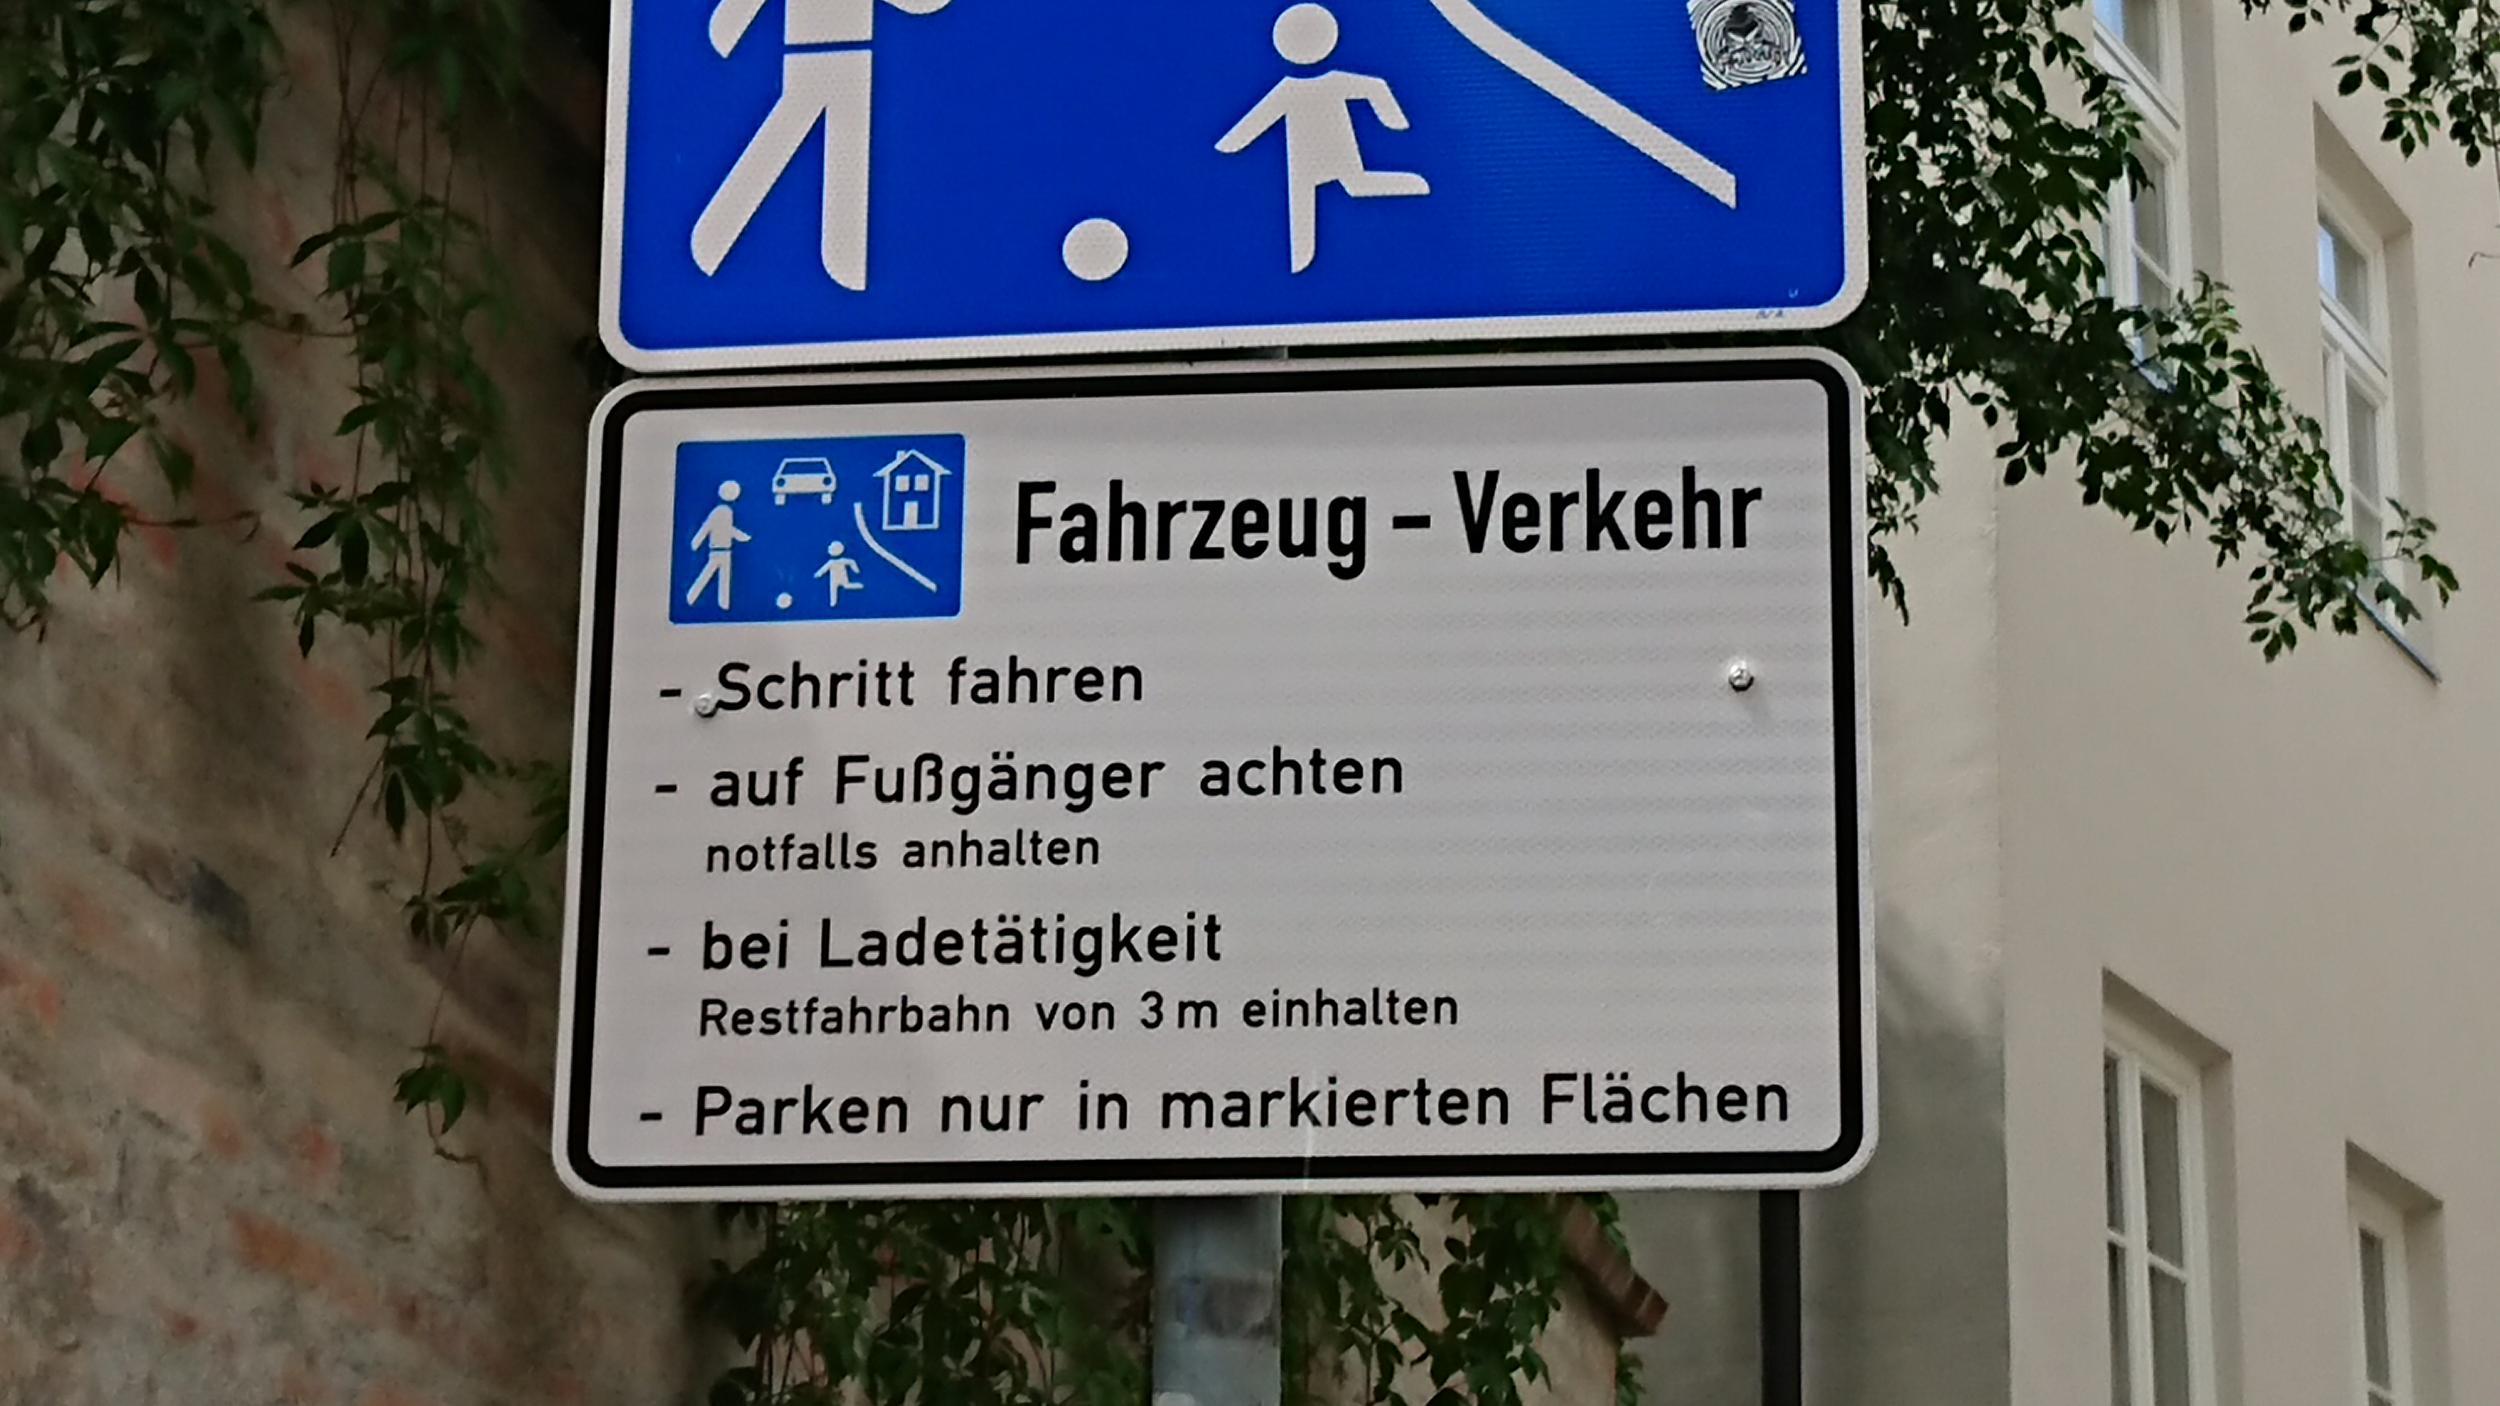 Fahrzeug - Verkehr
- Schritt fahren
- auf Fußgänger achten
notfalls anhalten
- bei Ladetätigkeit
Restfahrbahn von 3 m einhalten
- Parken nur in markierten Flächen